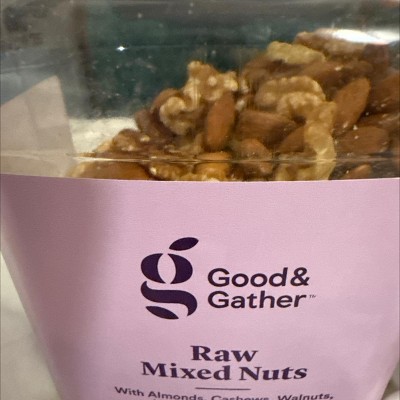 Good&
Gather™
Raw
Mixed Nuts
With Almonds, Cashews, Walnuts,